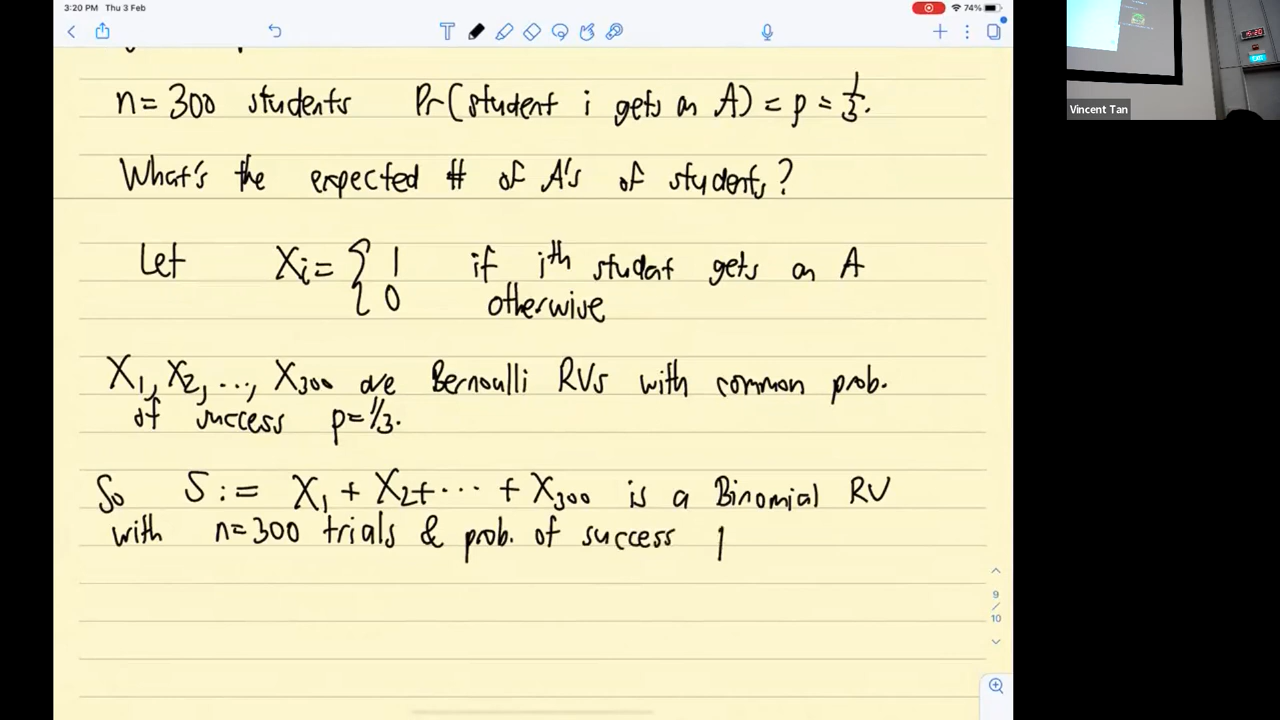 3:20 PM Thu 3 Feb
74%
n = 300 students Pr(student i gets an A) = p = 1/3.
What's the expected # of A's of students?
Let Xi = { 1 if ith student gets an A
0 otherwise
X1, X2, ..., X300 are Bernoulli RVs with common prob.
of success p = 1/3.
So S := X1 + X2 + ... + X300 is a Binomial RV
with n = 300 trials & prob. of success
9
/
10
Vincent Tan
EXIT